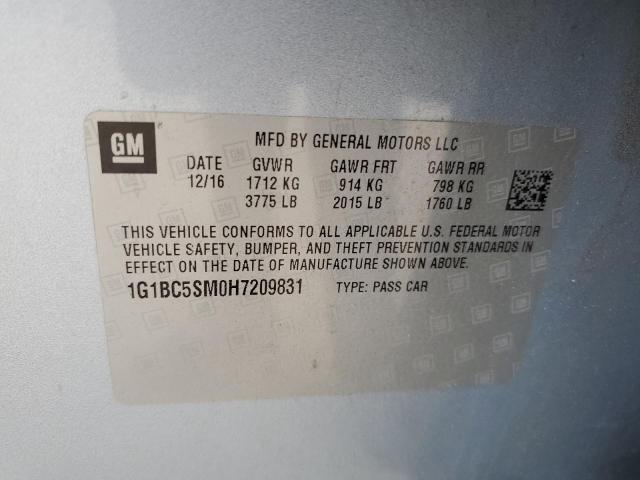 GM
MFD BY GENERAL MOTORS LLC
DATE GVWR GAWR FRT GAWR RR
12/16 1712 KG 914 KG 798 KG
3775 LB 2015 LB 1760 LB
THIS VEHICLE CONFORMS TO ALL APPLICABLE U.S. FEDERAL MOTOR
VEHICLE SAFETY, BUMPER, AND THEFT PREVENTION STANDARDS IN
EFFECT ON THE DATE OF MANUFACTURE SHOWN ABOVE.
1G1BC5SM0H7209831 TYPE: PASS CAR